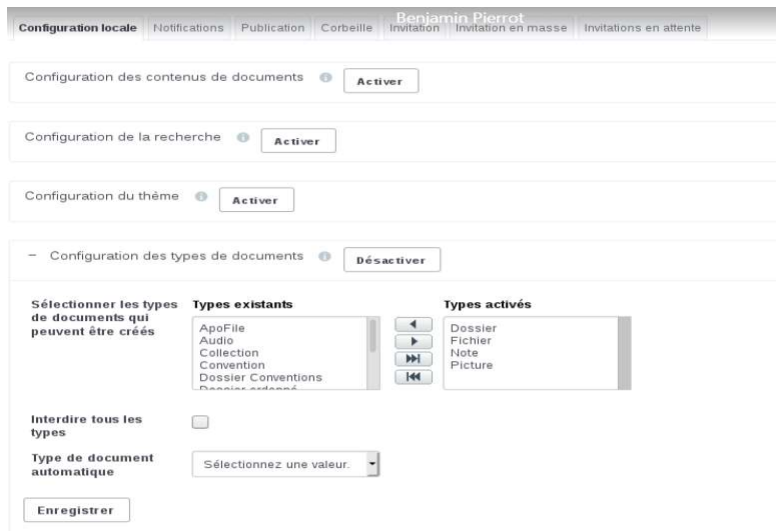 Benjamin Pierrot
Configuration locale Notifications Publication Corbeille Invitation Invitation en masse Invitations en attente
Configuration des contenus de documents Activer
Configuration de la recherche Activer
Configuration du thème Activer
− Configuration des types de documents Désactiver
Sélectionner les types de documents qui peuvent être créés
Types existants
ApoFile
Audio
Collection
Convention
Dossier Conventions
Dossier ordonné
Types activés
Dossier
Fichier
Note
Picture
Interdire tous les types
Type de document automatique
Sélectionnez une valeur.
Enregistrer